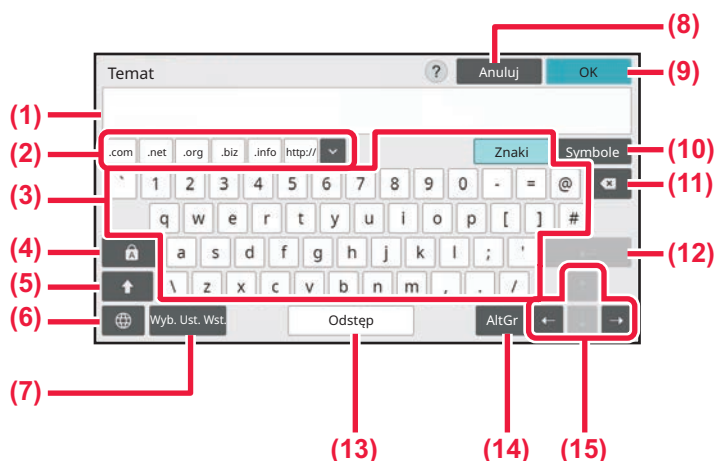 (8)
Temat ? Anuluj OK (9)
(1)
(2) .com .net .org .biz .info http:// Znaki Symbole (10)
(3) ` 1 2 3 4 5 6 7 8 9 0 - = @ (11)
q w e r t y u i o p [ ] #
(4) A a s d f g h j k l ; ' (12)
(5) \ z x c v b n m , . /
(6) Wyb. Ust. Wst. Odstęp AltGr ← → 
(7)
(13) (14) (15)